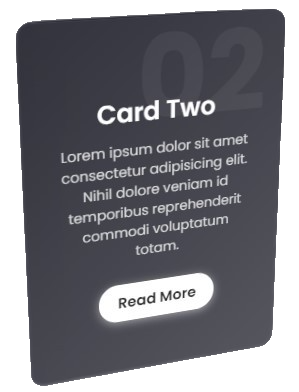 02
Card Two
Lorem ipsum dolor sit amet
consectetur adipisicing elit.
Nihil dolore veniam id
temporibus reprehenderit
commodi voluptatum
totam.
Read More